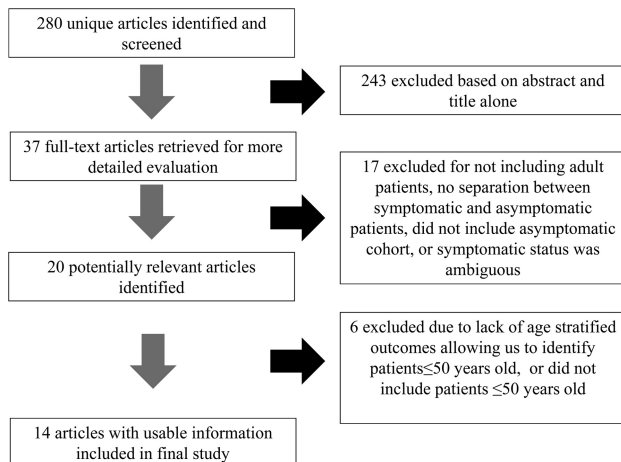 280 unique articles identified and
screened
243 excluded based on abstract and
title alone
37 full-text articles retrieved for more
detailed evaluation
17 excluded for not including adult
patients, no separation between
symptomatic and asymptomatic
patients, did not include asymptomatic
cohort, or symptomatic status was
ambiguous
20 potentially relevant articles
identified
6 excluded due to lack of age stratified
outcomes allowing us to identify
patients≤50 years old, or did not
include patients ≤50 years old
14 articles with usable information
included in final study